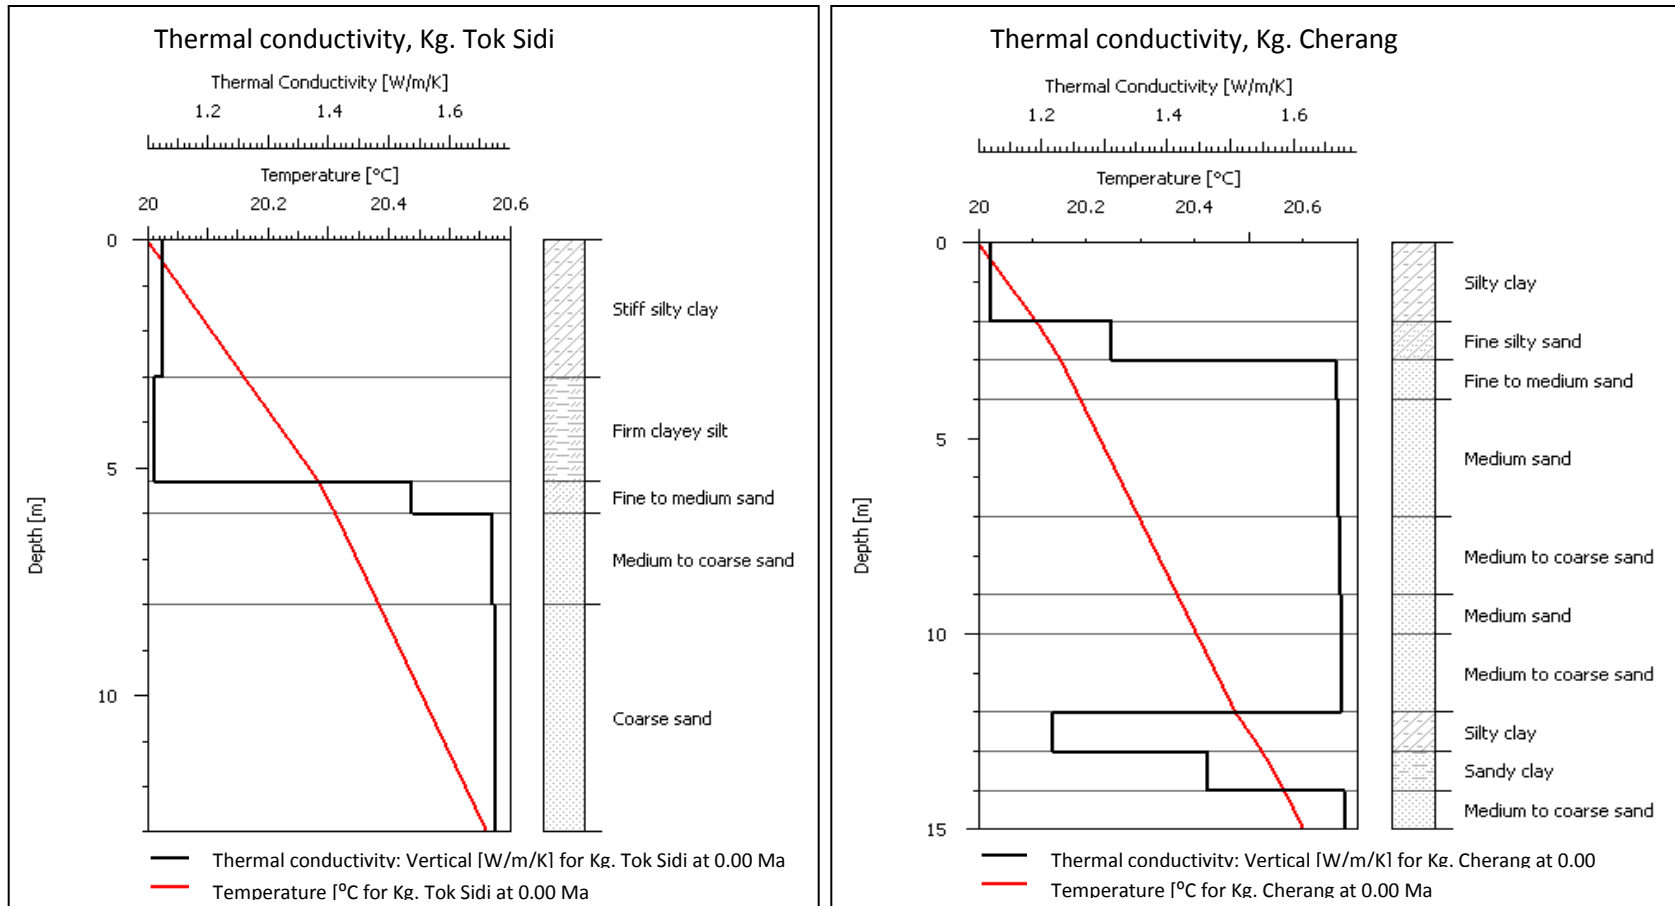 Thermal conductivity, Kg. Tok Sidi
Thermal Conductivity [W/m/K]
1.2 1.4 1.6
Temperature [°C]
20 20.2 20.4 20.6
0
5
10
Depth [m]
Stiff silty clay
Firm clayey silt
Fine to medium sand
Medium to coarse sand
Coarse sand
Thermal conductivity: Vertical [W/m/K] for Kg. Tok Sidi at 0.00 Ma
Temperature [⁰C for Kg. Tok Sidi at 0.00 Ma
Thermal conductivity, Kg. Cherang
Thermal Conductivity [W/m/K]
1.2 1.4 1.6
Temperature [°C]
20 20.2 20.4 20.6
0
5
10
15
Depth [m]
Silty clay
Fine silty sand
Fine to medium sand
Medium sand
Medium to coarse sand
Medium sand
Medium to coarse sand
Silty clay
Sandy clay
Medium to coarse sand
Thermal conductivity: Vertical [W/m/K] for Kg. Cherang at 0.00
Temperature [⁰C for Kg. Cherang at 0.00 Ma